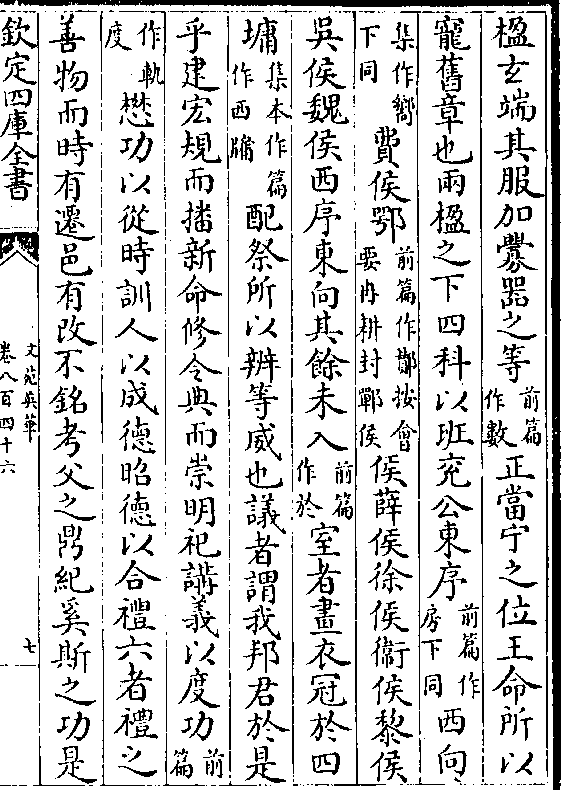 楹玄端其服加爨器之等前篇作數正當宁之位王命所以
寵舊章也兩楹之下四科以班兖公東序前篇作房下同西向
集作嚮下同費侯鄂前篇作鄪按會要冉耕封鄆侯侯薛侯徐侯衛侯黎侯
吳侯魏侯西序東向其餘未入前篇作於室者畫衣冠於四
墉集本作篇作西牖配祭所以辨等威也議者謂我邦君於是
乎建宏規而播新命修令典而崇明祀講義以度功前篇
作軌度懋功以從時訓人以成德昭德以合禮六者禮之
善物而時有遷邑有改不銘考父之鼎紀奚斯之功是
欽定四庫全書
文苑英華
卷八百四十六
七